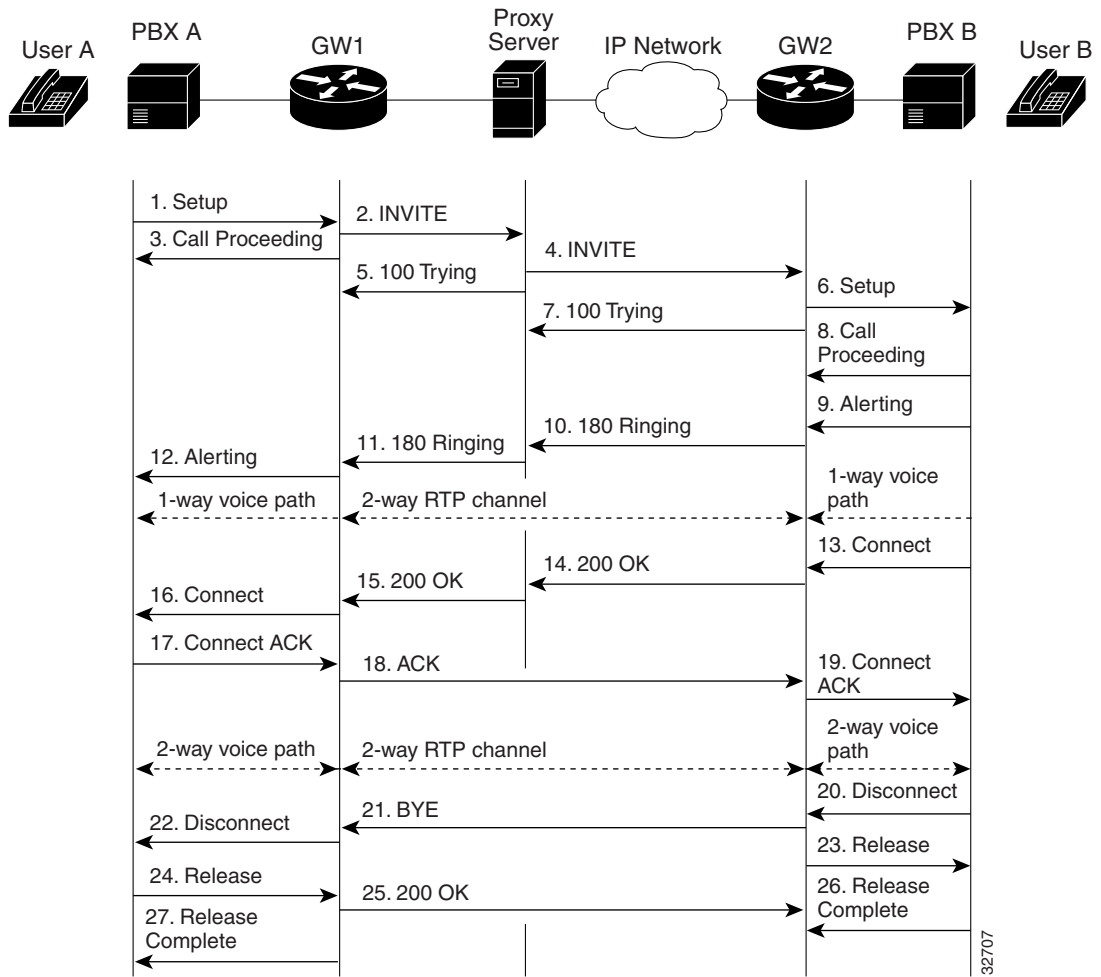 User A
PBX A
GW1
Proxy
Server
IP Network
GW2
PBX B
User B
1. Setup
2. INVITE
3. Call Proceeding
4. INVITE
5. 100 Trying
6. Setup
7. 100 Trying
8. Call
Proceeding
9. Alerting
10. 180 Ringing
11. 180 Ringing
12. Alerting
1-way voice path
2-way RTP channel
1-way voice
path
13. Connect
14. 200 OK
15. 200 OK
16. Connect
17. Connect ACK
18. ACK
19. Connect
ACK
2-way voice path
2-way RTP channel
2-way voice
path
20. Disconnect
21. BYE
22. Disconnect
23. Release
24. Release
25. 200 OK
26. Release
Complete
27. Release
Complete
32707